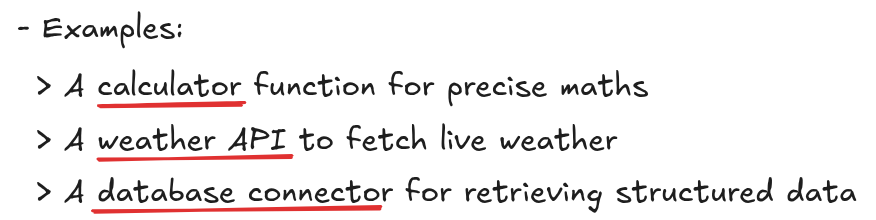 - Examples:
> A calculator function for precise maths
> A weather API to fetch live weather
> A database connector for retrieving structured data